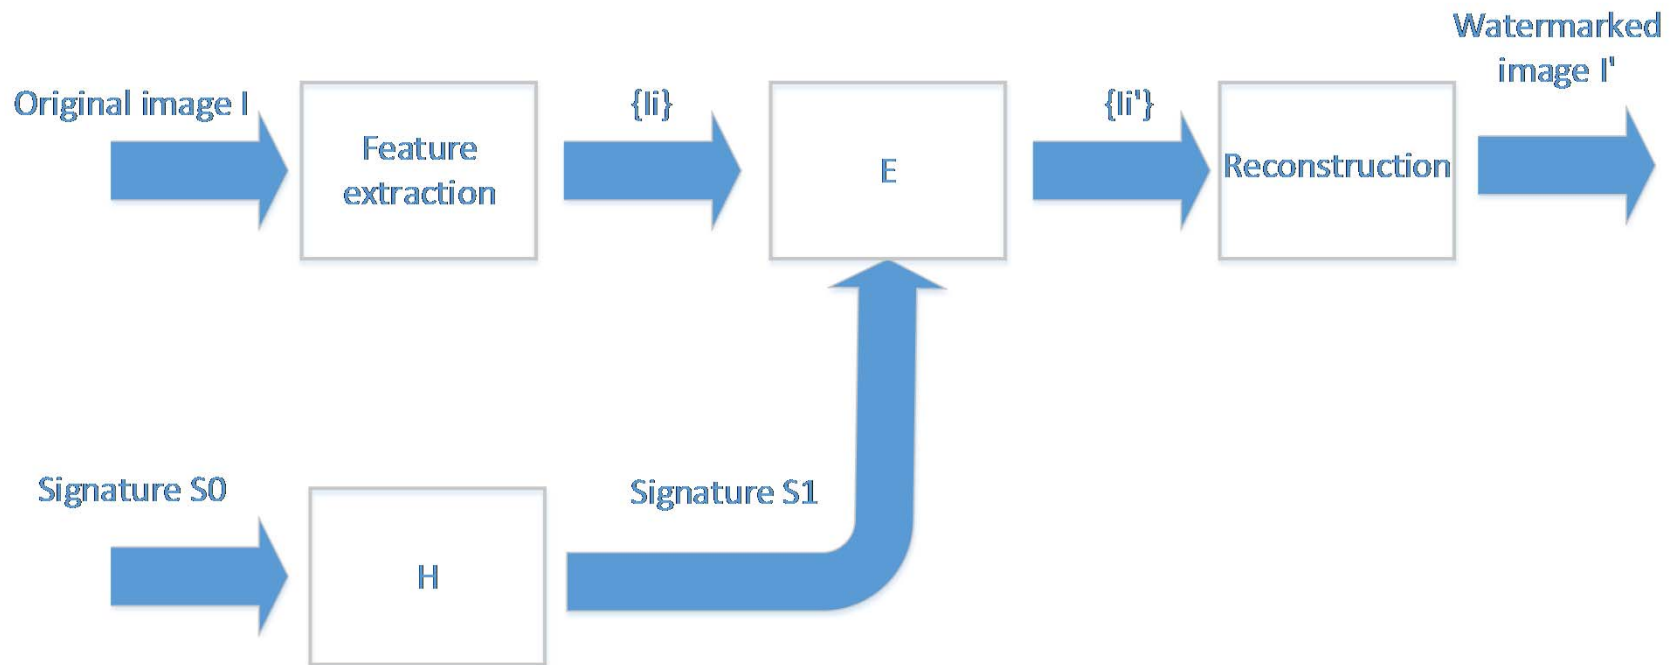 Watermarked
image I'
Original image I
{Ii}
{Ii'}
Feature
extraction
E
Reconstruction
Signature S0
Signature S1
H